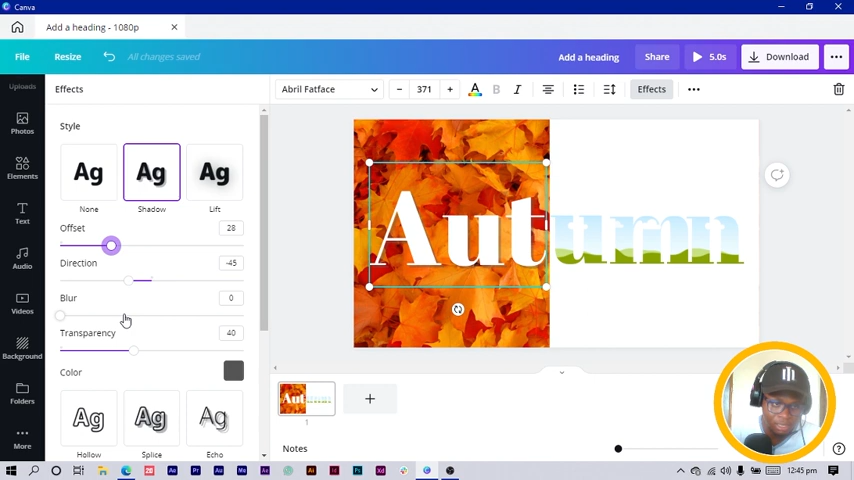 Canva
Add a heading - 1080p
File
Resize
All changes saved
Add a heading
Share
5.0s
Download
Uploads
Photos
Elements
Text
Audio
Videos
Background
Folders
More
Effects
Style
Ag
Ag
Ag
None
Shadow
Lift
Offset
28
Direction
-45
Blur
0
Transparency
40
Color
Ag
Ag
Ag
Hollow
Splice
Echo
Abril Fatface
371
A
B
I
Effects
Autumn
Autumn
1
Notes
12:45 pm